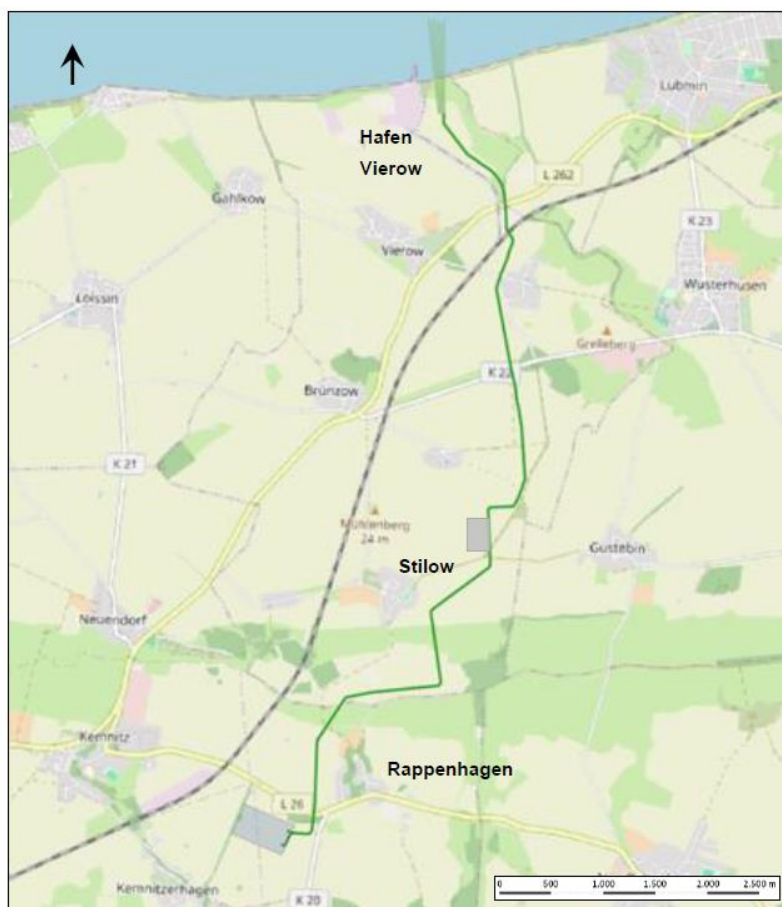 Lubmin
Hafen
Vierow
L 262
Gahlkow
K 23
Vierow
Wusterhusen
Loissin
Grelleberg
K 22
Brünzow
K 21
Mühlenberg
24 m
Gustebin
Stilow
Neuendorf
Kemnitz
Rappenhagen
L 26
Kemnitzerhagen
K 20
0 500 1.000 1.500 2.000 2.500 m